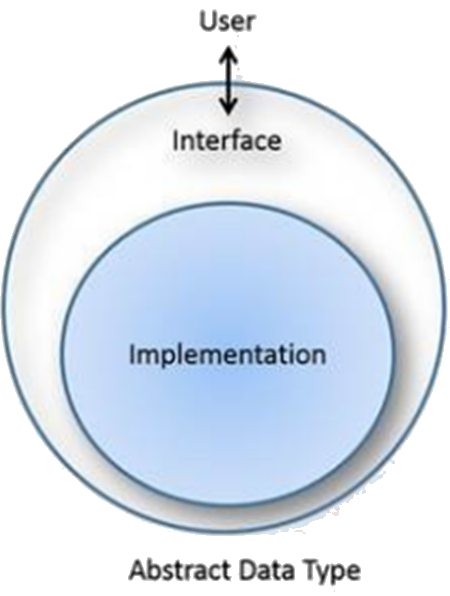 User
Interface
Implementation
Abstract Data Type